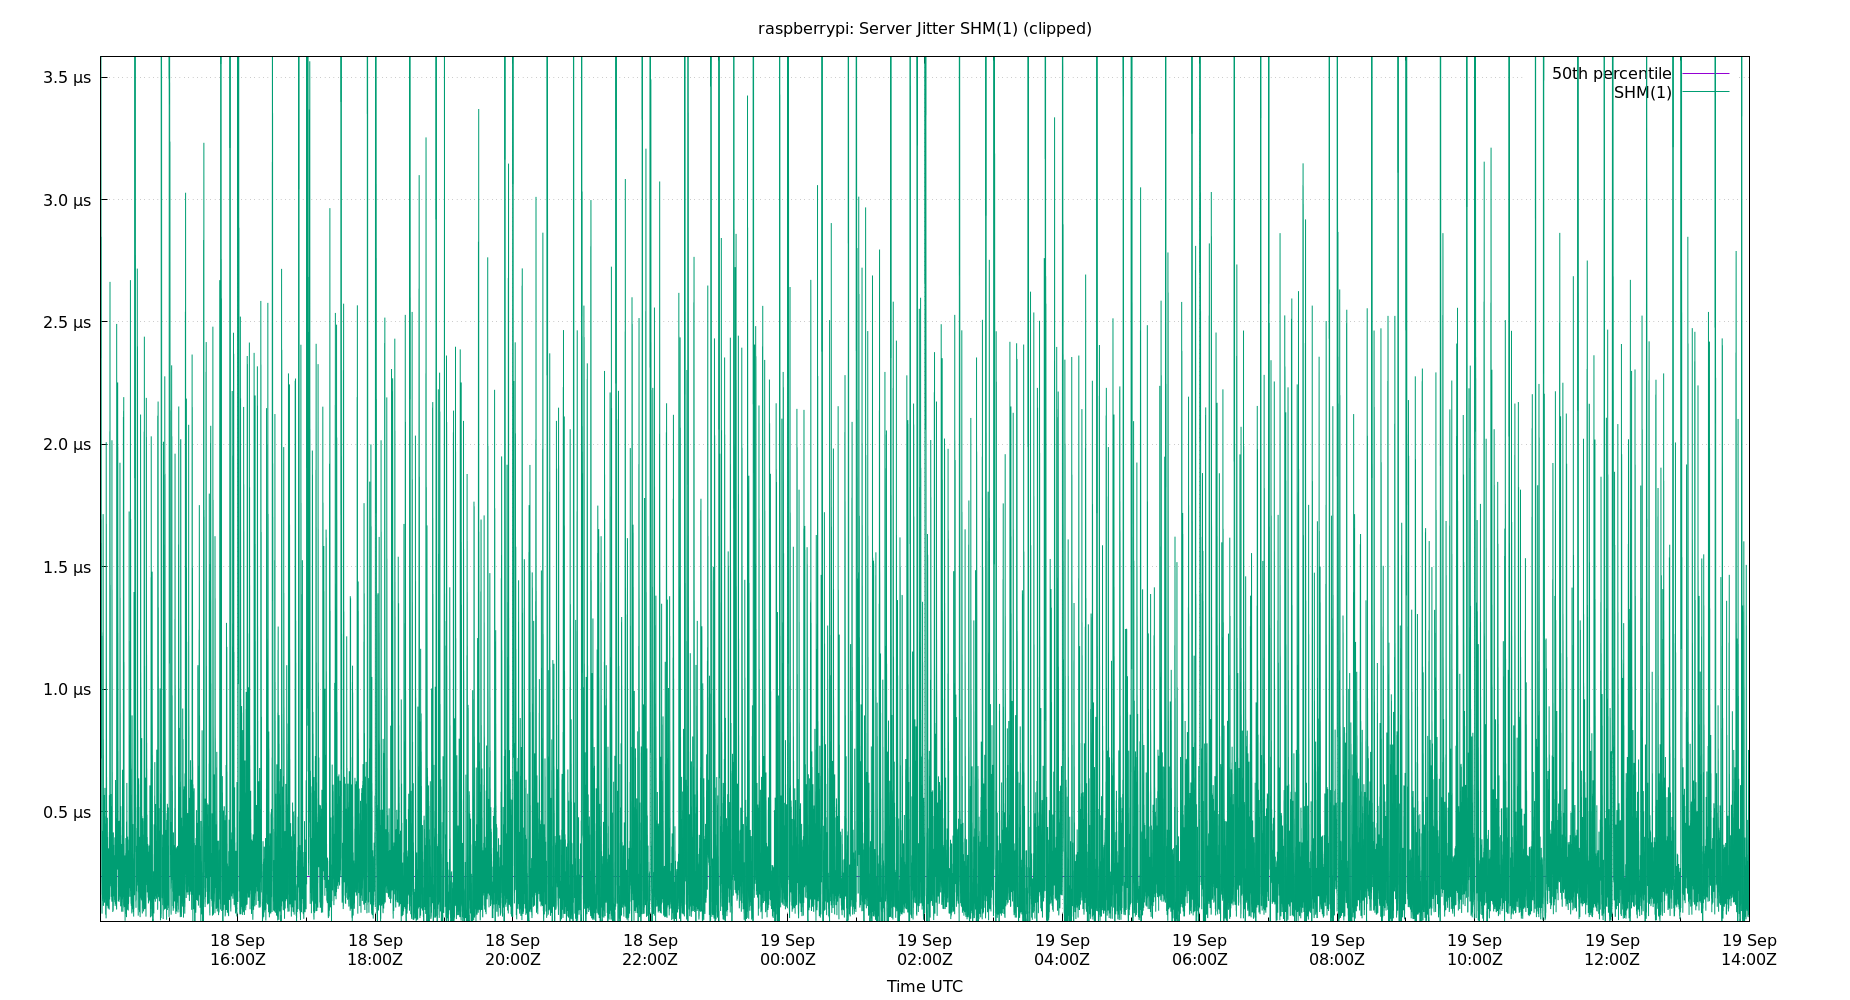 raspberrypi: Server Jitter SHM(1) (clipped)
50th percentile
SHM(1)
3.5 µs
3.0 µs
2.5 µs
2.0 µs
1.5 µs
1.0 µs
0.5 µs
18 Sep 18 Sep 18 Sep 18 Sep 19 Sep 19 Sep 19 Sep 19 Sep 19 Sep 19 Sep 19 Sep 19 Sep
16:00Z 18:00Z 20:00Z 22:00Z 00:00Z 02:00Z 04:00Z 06:00Z 08:00Z 10:00Z 12:00Z 14:00Z
Time UTC